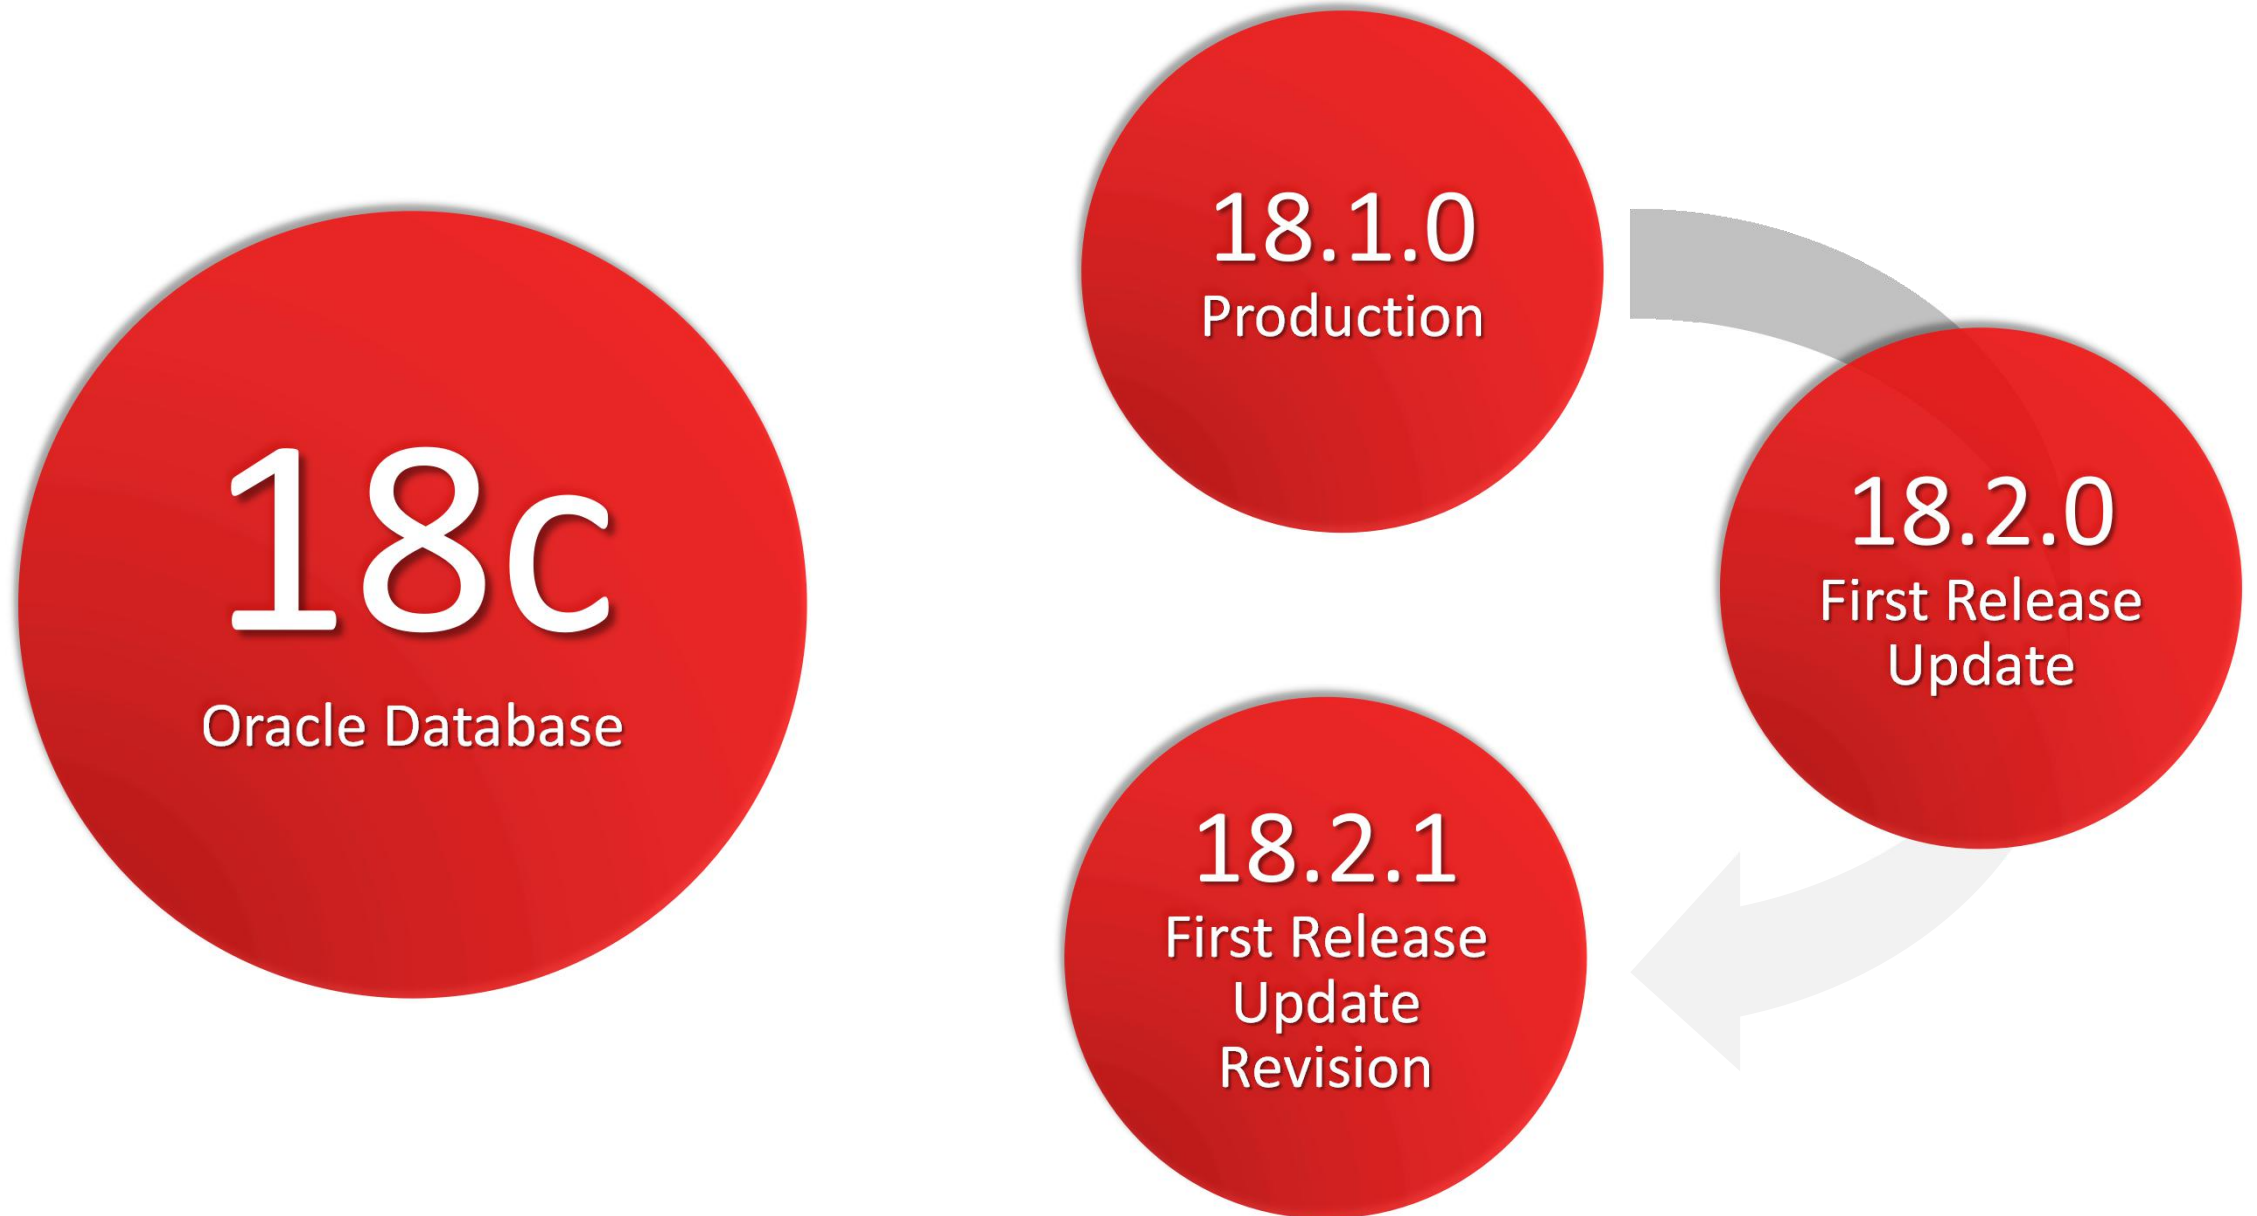 18c
Oracle Database
18.1.0
Production
18.2.0
First Release
Update
18.2.1
First Release
Update
Revision